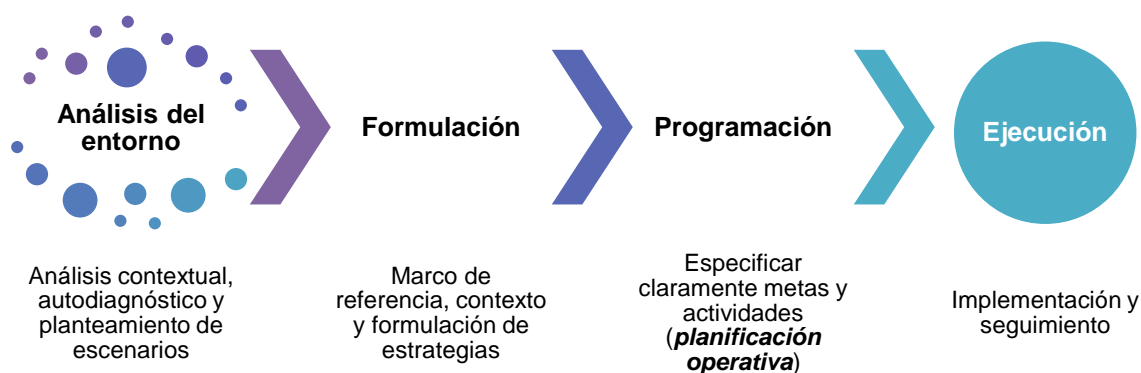 Análisis del
entorno
Formulación
Programación
Ejecución
Análisis contextual,
autodiagnóstico y
planteamiento de
escenarios
Marco de
referencia, contexto
y formulación de
estrategias
Especificar
claramente metas y
actividades
(planificación
operativa)
Implementación y
seguimiento